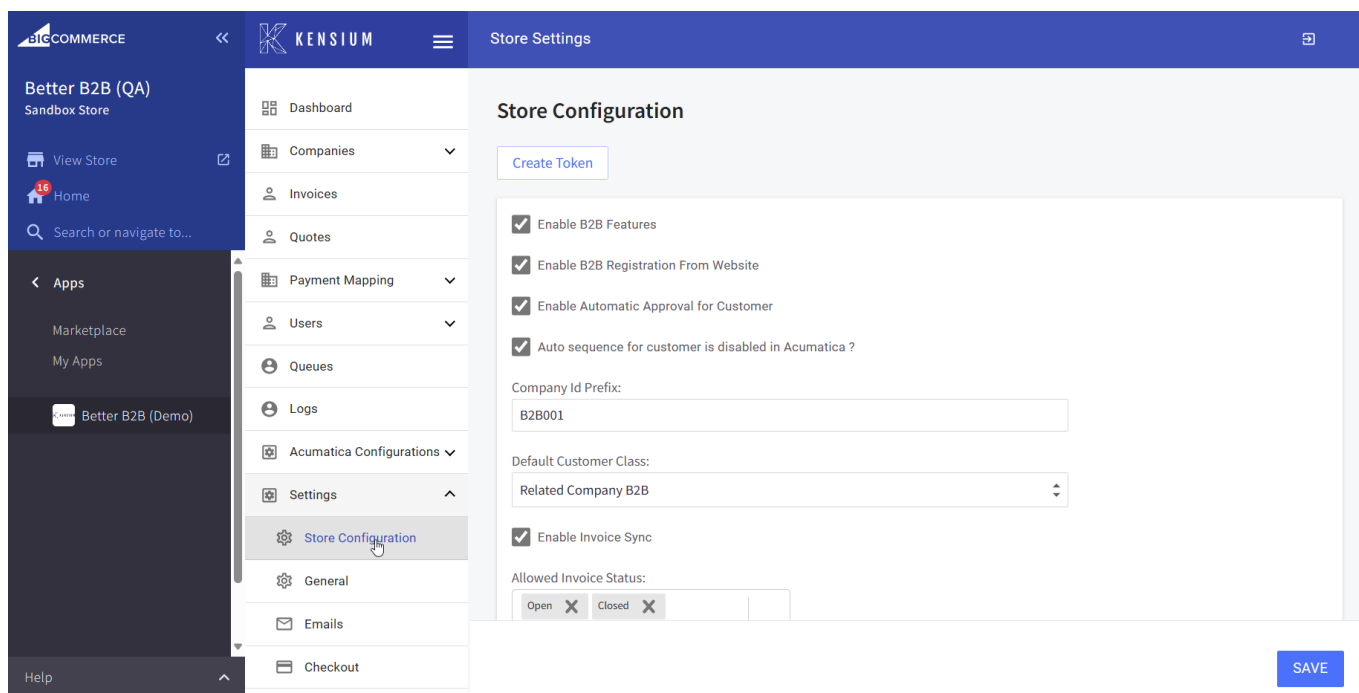 BIGCOMMERCE
Better B2B (QA)
Sandbox Store
View Store
16
Home
Search or navigate to...
Apps
Marketplace
My Apps
Better B2B (Demo)
Help
KENSIUM
Dashboard
Companies
Invoices
Quotes
Payment Mapping
Users
Queues
Logs
Acumatica Configurations
Settings
Store Configuration
General
Emails
Checkout
Store Settings
Store Configuration
Create Token
Enable B2B Features
Enable B2B Registration From Website
Enable Automatic Approval for Customer
Auto sequence for customer is disabled in Acumatica ?
Company Id Prefix:
B2B001
Default Customer Class:
Related Company B2B
Enable Invoice Sync
Allowed Invoice Status:
Open Closed
SAVE